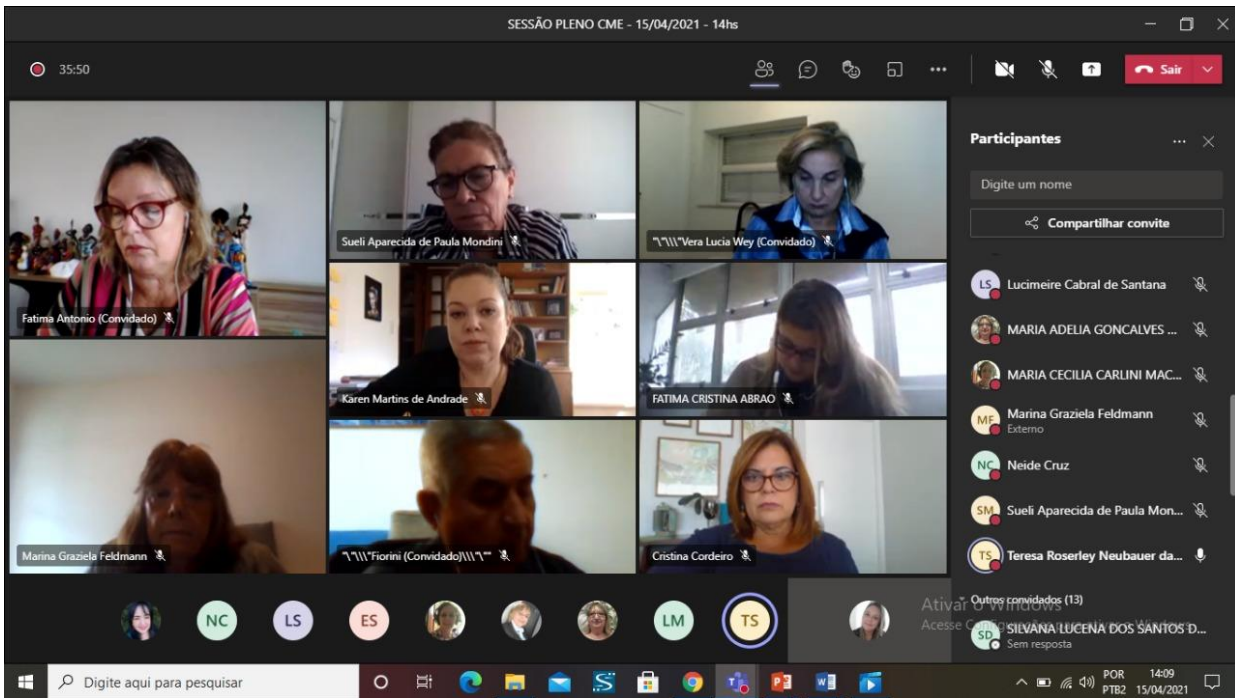 SESSÃO PLENO CME - 15/04/2021 - 14hs
35:50
Sair
Fatima Antonio (Convidado)
Sueli Aparecida de Paula Mondini
"\"\\\"Vera Lucia Wey (Convidado)
Karen Martins de Andrade
FATIMA CRISTINA ABRAO
Marina Graziela Feldmann
"\"\\\"Fiorini (Convidado)\\\"\""
Cristina Cordeiro
NC
LS
ES
LM
TS
Participantes
Digite um nome
Compartilhar convite
LS
Lucimeire Cabral de Santana
MARIA ADELIA GONCALVES ...
MARIA CECILIA CARLINI MAC...
MF
Marina Graziela Feldmann
Externo
NC
Neide Cruz
SM
Sueli Aparecida de Paula Mon...
TS
Teresa Roserley Neubauer da...
Outros convidados (13)
SD
SILVANA LUCENA DOS SANTOS D...
Sem resposta
Ativar o Windows
Digite aqui para pesquisar
POR
PTB2
14:09
15/04/2021